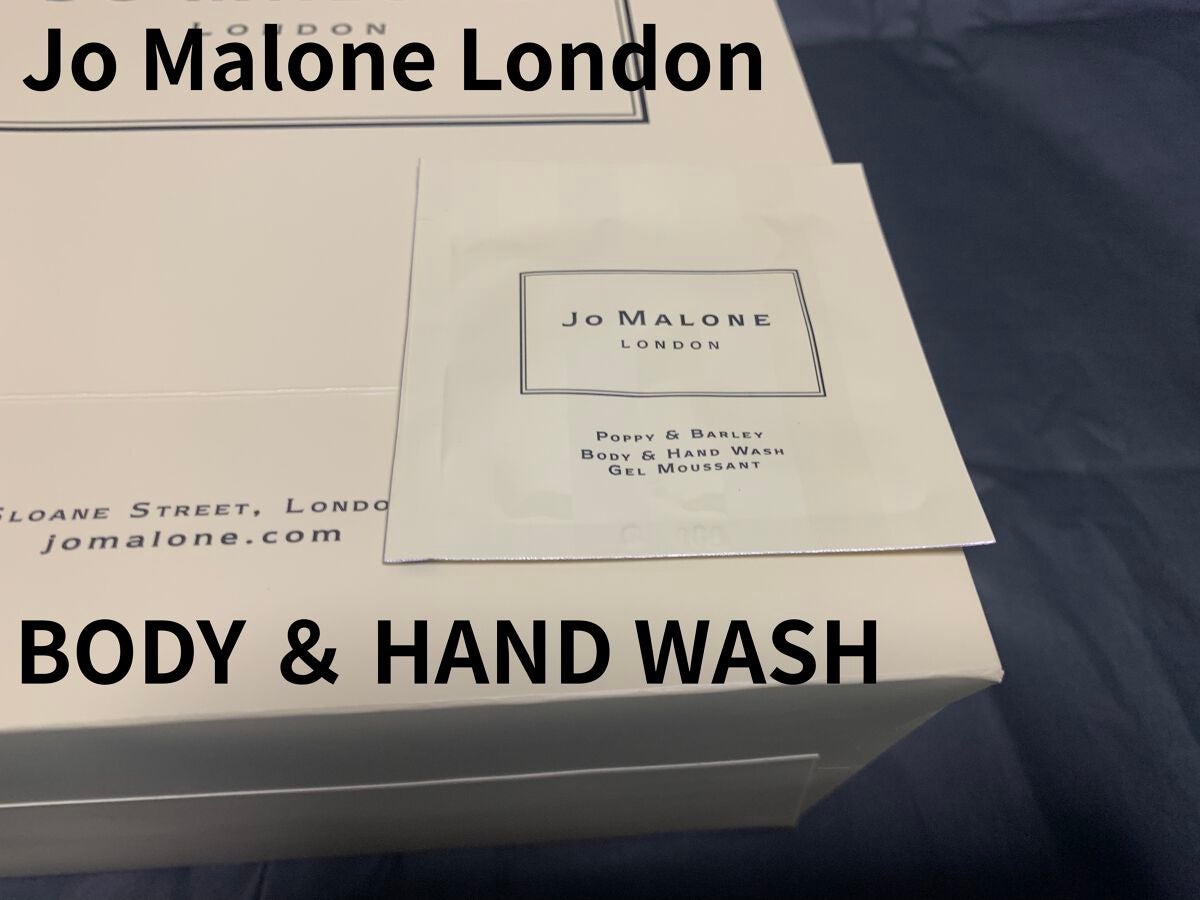 LONDON
Jo Malone London
JO MALONE
LONDON
POPPY & BARLEY
BODY & HAND WASH
GEL MOUSSANT
SLOANE STREET, LONDO
jomalone.com
BODY & HAND WASH